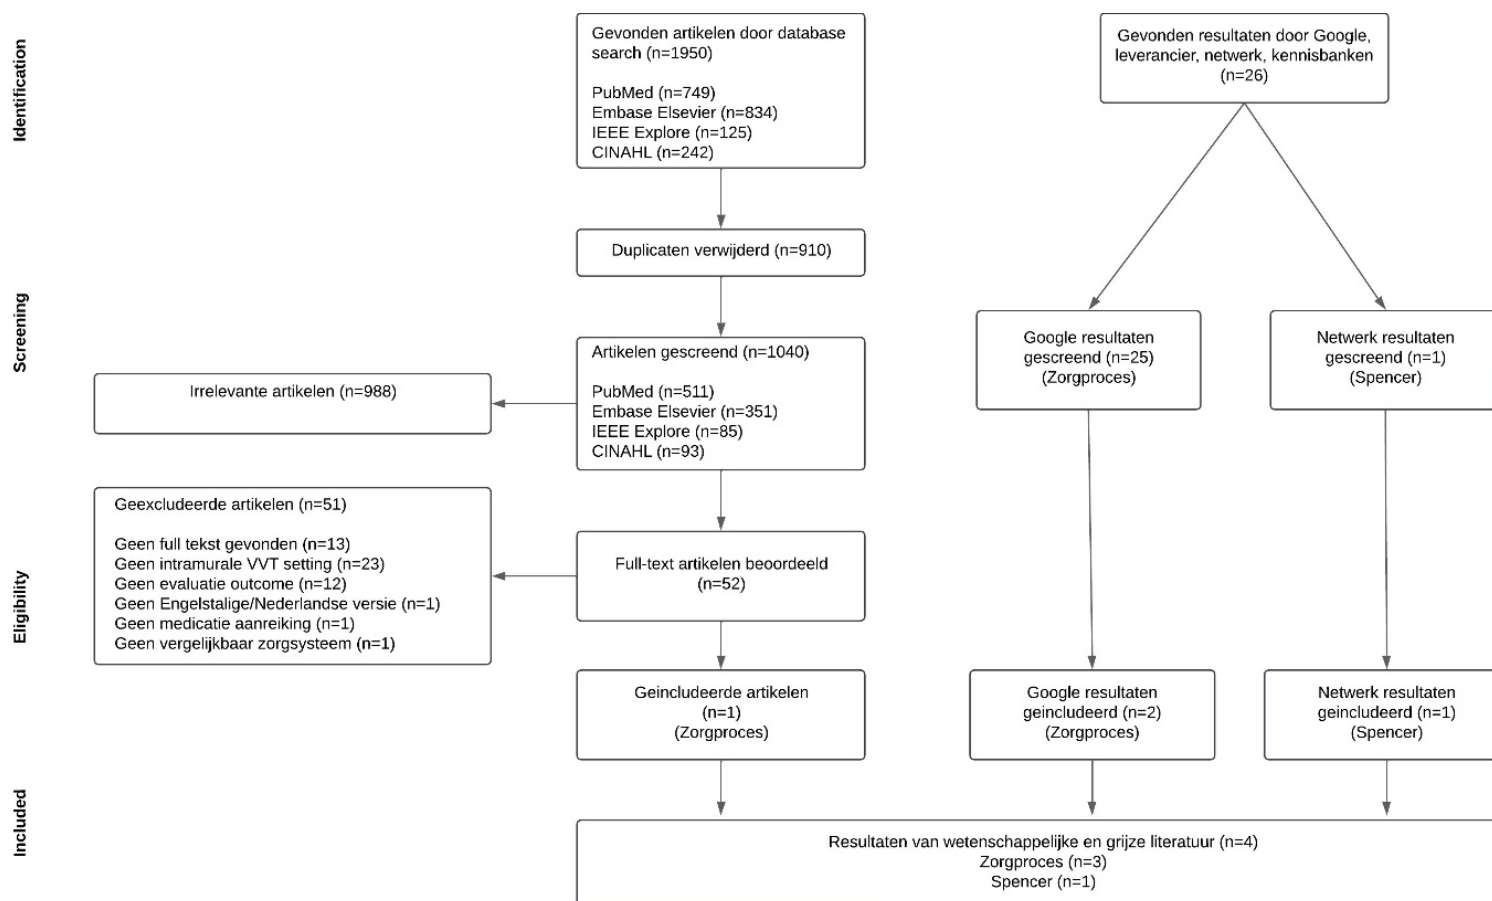 Identification
Gevonden artikelen door database
search (n=1950)
PubMed (n=749)
Embase Elsevier (n=834)
IEEE Explore (n=125)
CINAHL (n=242)
Gevonden resultaten door Google,
leverancier, netwerk, kennisbanken
(n=26)
Duplicaten verwijderd (n=910)
Screening
Artikelen gescreend (n=1040)
PubMed (n=511)
Embase Elsevier (n=351)
IEEE Explore (n=85)
CINAHL (n=93)
Irrelevante artikelen (n=988)
Google resultaten
gescreend (n=25)
(Zorgproces)
Netwerk resultaten
gescreend (n=1)
(Spencer)
Eligibility
Geexcludeerde artikelen (n=51)
Geen full tekst gevonden (n=13)
Geen intramurale VVT setting (n=23)
Geen evaluatie outcome (n=12)
Geen Engelstalige/Nederlandse versie (n=1)
Geen medicatie aanreiking (n=1)
Geen vergelijkbaar zorgsysteem (n=1)
Full-text artikelen beoordeeld
(n=52)
Geincludeerde artikelen
(n=1)
(Zorgproces)
Google resultaten
geincludeerd (n=2)
(Zorgproces)
Netwerk resultaten
geincludeerd (n=1)
(Spencer)
Included
Resultaten van wetenschappelijke en grijze literatuur (n=4)
Zorgproces (n=3)
Spencer (n=1)